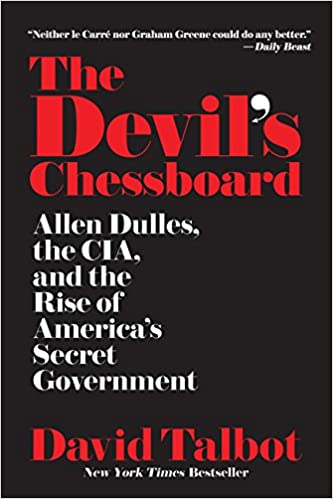 “Neither le Carré nor Graham Greene could do any better.”
—Daily Beast
The
Devil’s
Chessboard
Allen Dulles,
the CIA,
and the
Rise of
America’s
Secret
Government
David Talbot
New York Times Bestseller